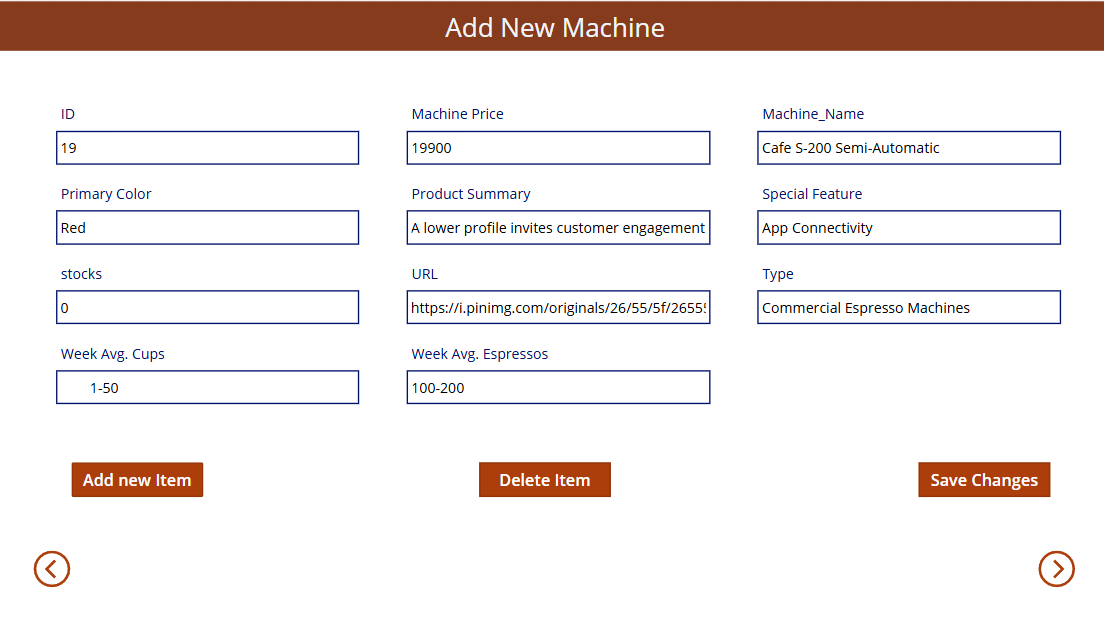 Add New Machine
ID
Machine Price
Machine_Name
19
19900
Cafe S-200 Semi-Automatic
Primary Color
Product Summary
Special Feature
Red
A lower profile invites customer engagement
App Connectivity
stocks
URL
Type
0
https://i.pinimg.com/originals/26/55/5f/26555
Commercial Espresso Machines
Week Avg. Cups
Week Avg. Espressos
1-50
100-200
Add new Item
Delete Item
Save Changes